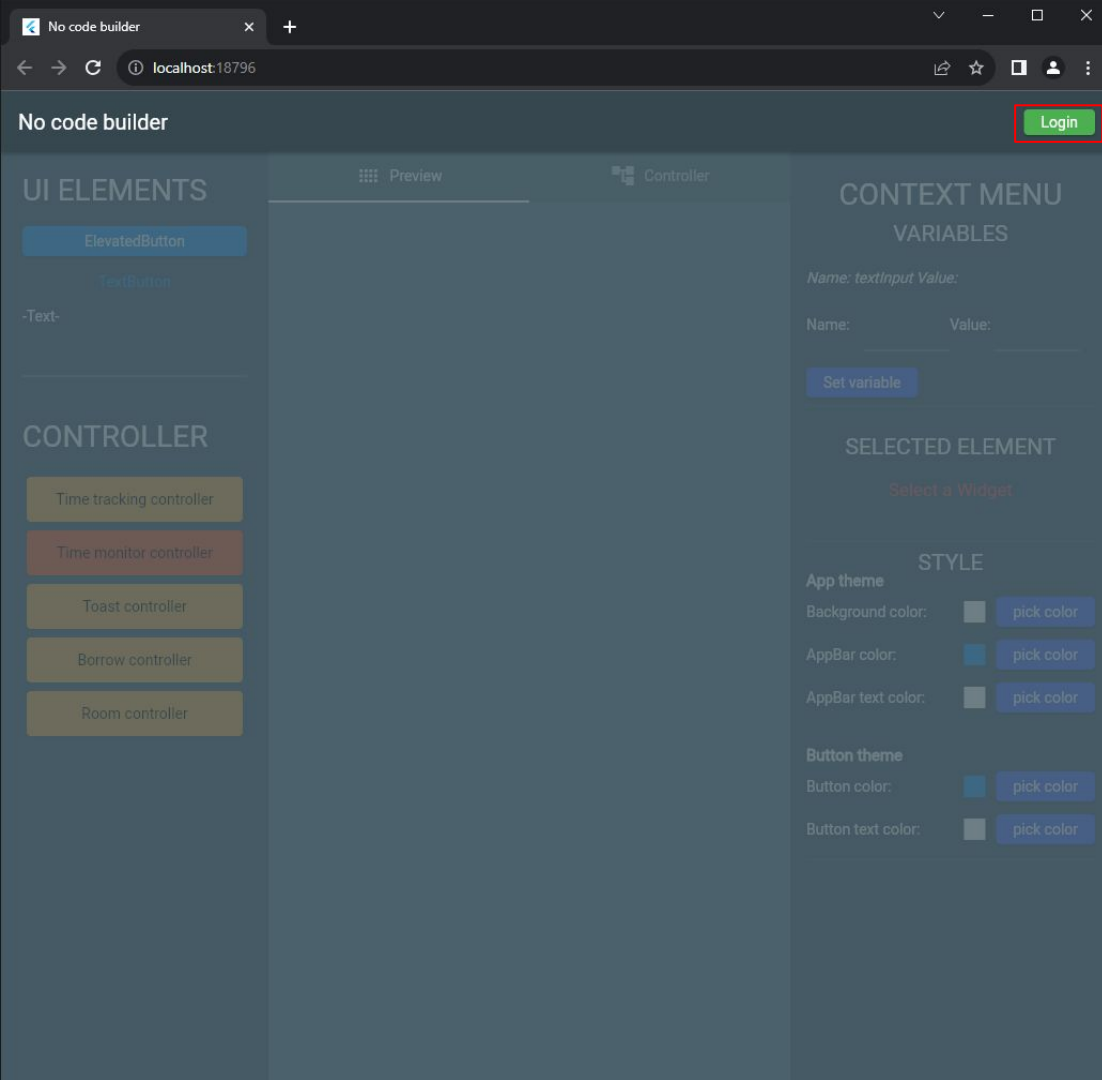 No code builder
localhost:18796
No code builder
Login
UI ELEMENTS
ElevatedButton
TextButton
-Text-
CONTROLLER
Time tracking controller
Time monitor controller
Toast controller
Borrow controller
Room controller
Preview
Controller
CONTEXT MENU
VARIABLES
Name: textInput Value:
Name:
Value:
Set variable
SELECTED ELEMENT
Select a Widget
STYLE
App theme
Background color:
pick color
AppBar color:
pick color
AppBar text color:
pick color
Button theme
Button color:
pick color
Button text color:
pick color